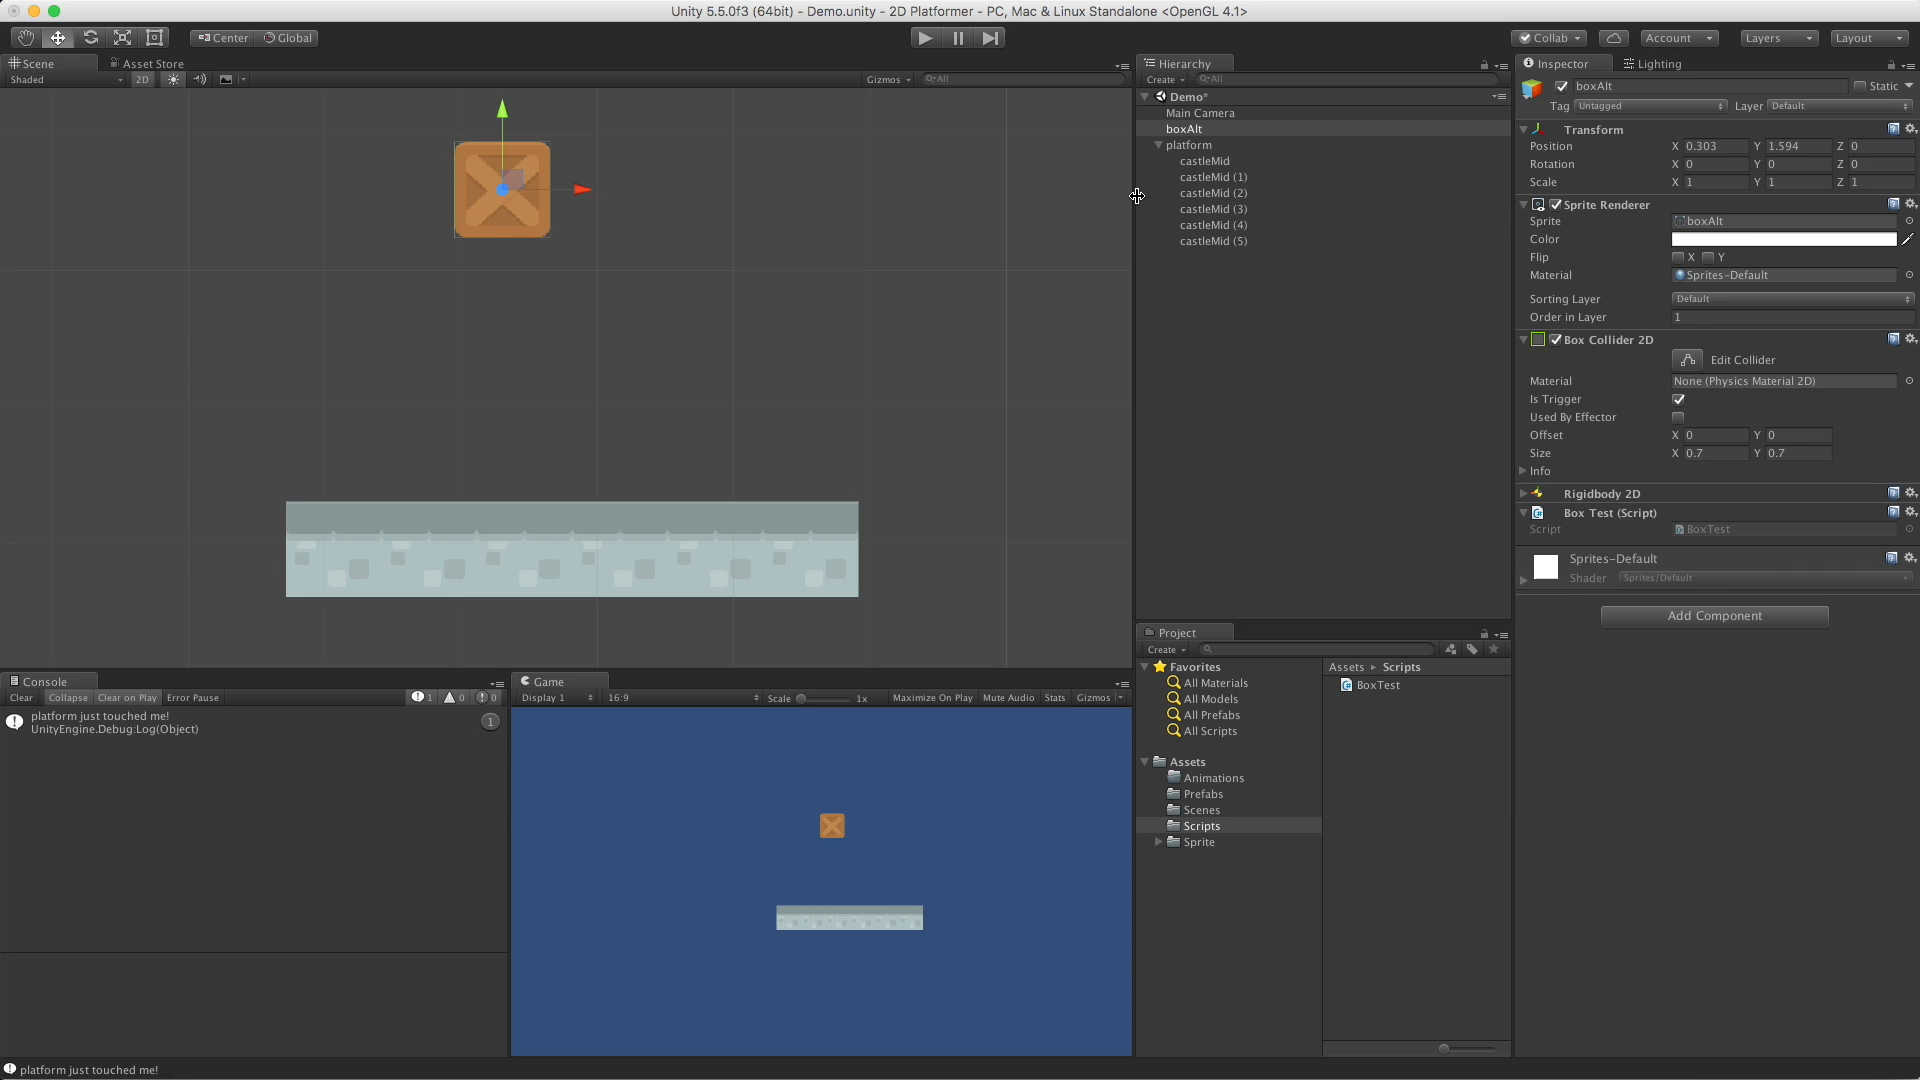 Unity 5.5.0f3 (64bit) - Demo.unity - 2D Platformer - PC, Mac & Linux Standalone <OpenGL 4.1>
Center Global
Collab Account Layers Layout
Scene Asset Store
Shaded 2D Gizmos All
Hierarchy
Create All
Demo*
Main Camera
boxAlt
platform
castleMid
castleMid (1)
castleMid (2)
castleMid (3)
castleMid (4)
castleMid (5)
Inspector Lighting
boxAlt Static
Tag Untagged Layer Default
Transform
Position X 0.303 Y 1.594 Z 0
Rotation X 0 Y 0 Z 0
Scale X 1 Y 1 Z 1
Sprite Renderer
Sprite boxAlt
Color
Flip X Y
Material Sprites-Default
Sorting Layer Default
Order in Layer 1
Box Collider 2D
Edit Collider
Material None (Physics Material 2D)
Is Trigger
Used By Effector
Offset X 0 Y 0
Size X 0.7 Y 0.7
Info
Rigidbody 2D
Box Test (Script)
Script BoxTest
Sprites-Default
Shader Sprites/Default
Add Component
Project
Create
Favorites
All Materials
All Models
All Prefabs
All Scripts
Assets
Animations
Prefabs
Scenes
Scripts
Sprite
Assets Scripts
BoxTest
Console
Clear Collapse Clear on Play Error Pause 1 0 0
platform just touched me!
UnityEngine.Debug:Log(Object)
1
Game
Display 1 16:9 Scale 1x Maximize On Play Mute Audio Stats Gizmos
platform just touched me!